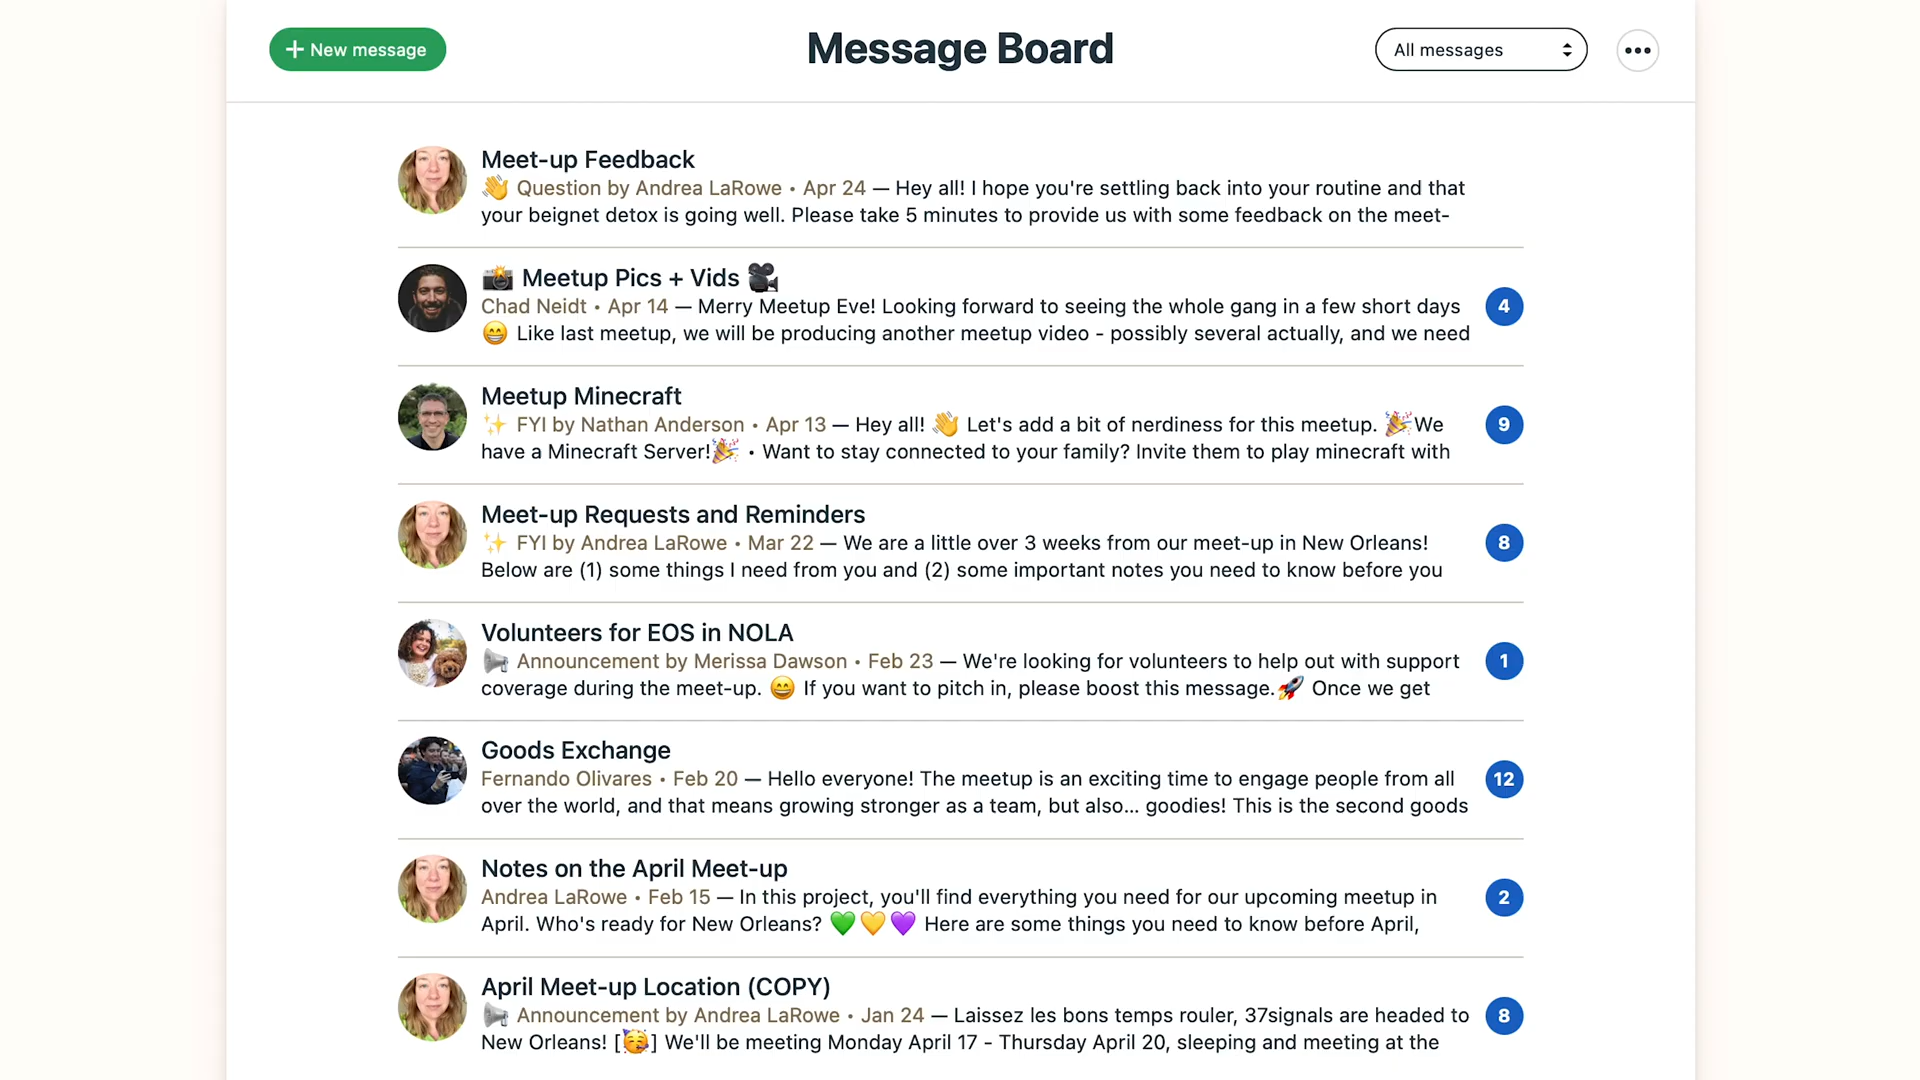 + New message
Message Board
All messages
Meet-up Feedback
👋 Question by Andrea LaRowe • Apr 24 — Hey all! I hope you're settling back into your routine and that
your beignet detox is going well. Please take 5 minutes to provide us with some feedback on the meet-
📸 Meetup Pics + Vids 🎥
Chad Neidt • Apr 14 — Merry Meetup Eve! Looking forward to seeing the whole gang in a few short days
😁 Like last meetup, we will be producing another meetup video - possibly several actually, and we need
4
Meetup Minecraft
✨ FYI by Nathan Anderson • Apr 13 — Hey all! 👋 Let's add a bit of nerdiness for this meetup. 🎉We
have a Minecraft Server!🎉 • Want to stay connected to your family? Invite them to play minecraft with
9
Meet-up Requests and Reminders
✨ FYI by Andrea LaRowe • Mar 22 — We are a little over 3 weeks from our meet-up in New Orleans!
Below are (1) some things I need from you and (2) some important notes you need to know before you
8
Volunteers for EOS in NOLA
📢 Announcement by Merissa Dawson • Feb 23 — We're looking for volunteers to help out with support
coverage during the meet-up. 😄 If you want to pitch in, please boost this message.🚀 Once we get
1
Goods Exchange
Fernando Olivares • Feb 20 — Hello everyone! The meetup is an exciting time to engage people from all
over the world, and that means growing stronger as a team, but also... goodies! This is the second goods
12
Notes on the April Meet-up
Andrea LaRowe • Feb 15 — In this project, you'll find everything you need for our upcoming meetup in
April. Who's ready for New Orleans? 💚 💛 💜 Here are some things you need to know before April,
2
April Meet-up Location (COPY)
📢 Announcement by Andrea LaRowe • Jan 24 — Laissez les bons temps rouler, 37signals are headed to
New Orleans! [🥳] We'll be meeting Monday April 17 - Thursday April 20, sleeping and meeting at the
8